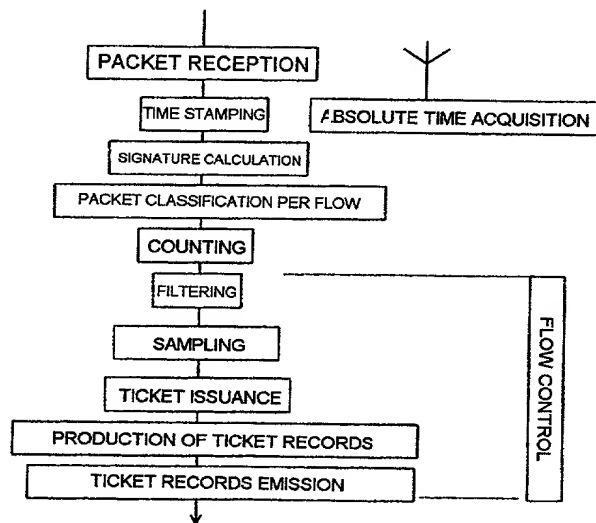 PACKET RECEPTION
TIME STAMPING
ABSOLUTE TIME ACQUISITION
SIGNATURE CALCULATION
PACKET CLASSIFICATION PER FLOW
COUNTING
FILTERING
SAMPLING
TICKET ISSUANCE
PRODUCTION OF TICKET RECORDS
TICKET RECORDS EMISSION
FLOW CONTROL